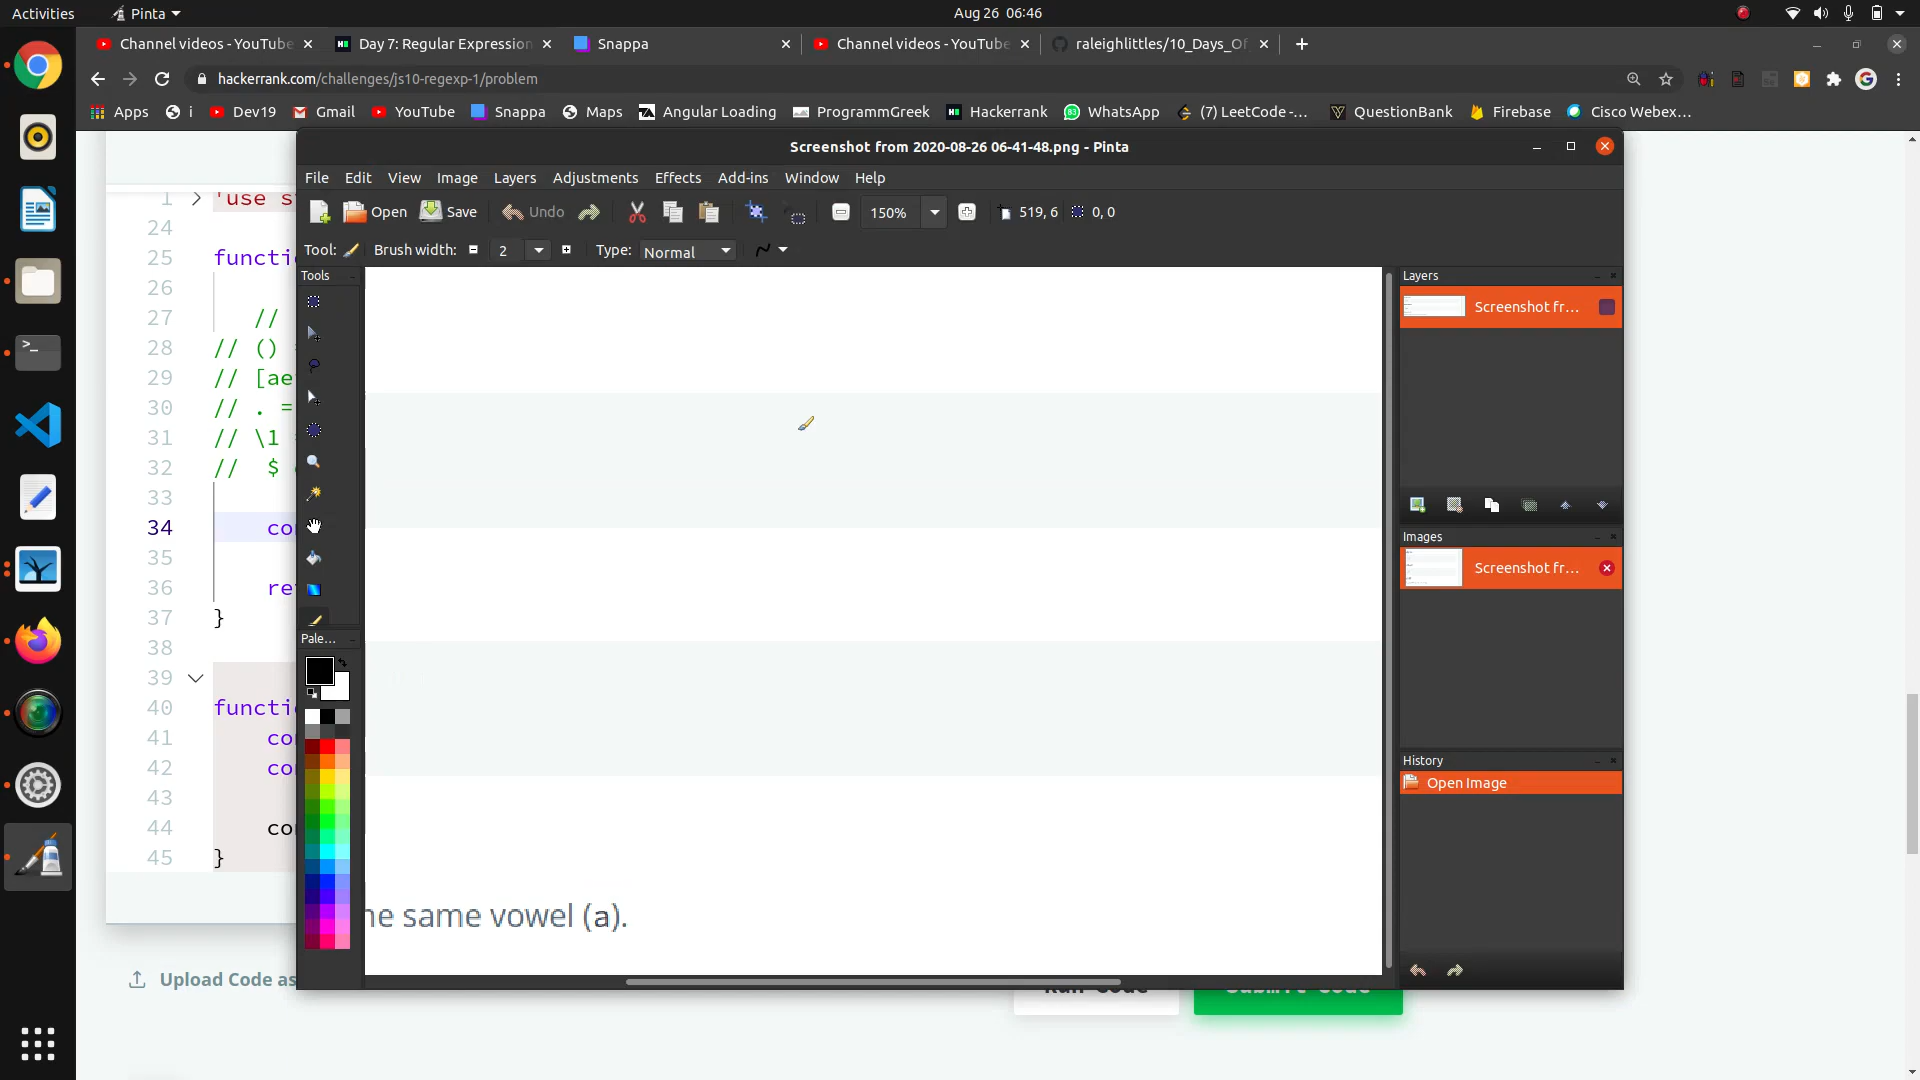 Activities
Pinta
Aug 26 06:46
Channel videos - YouTube
Day 7: Regular Expression
Snappa
Channel videos - YouTube
raleighlittles/10_Days_Of
hackerrank.com/challenges/js10-regexp-1/problem
Apps
i
Dev19
Gmail
YouTube
Snappa
Maps
Angular Loading
ProgrammGreek
Hackerrank
WhatsApp
(7) LeetCode -...
QuestionBank
Firebase
Cisco Webex...
Screenshot from 2020-08-26 06-41-48.png - Pinta
File Edit View Image Layers Adjustments Effects Add-ins Window Help
Open Save Undo 150% 519, 6 0, 0
Tool: Brush width: 2 Type: Normal
Tools
Pale...
Layers
Screenshot fr...
Images
Screenshot fr...
History
Open Image
1 'use s
24
25 functi
26
27 //
28 // ()
29 // [ae
30 // . =
31 // \1
32 // $
33
34 co
35
36 re
37 }
38
39
40 functi
41 co
42 co
43
44 co
45 }
he same vowel (a).
Upload Code as
Run Code
Submit Code